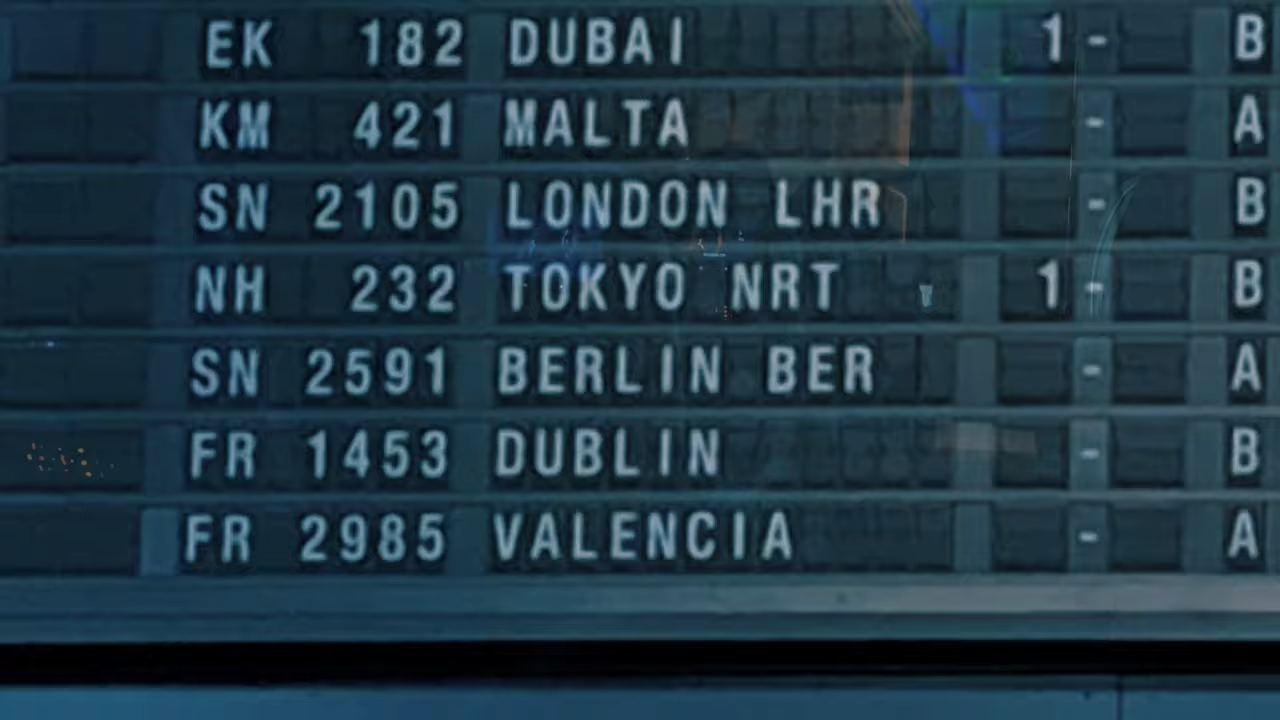 EK 182 DUBAI 1 - B
KM 421 MALTA - A
SN 2105 LONDON LHR - B
NH 232 TOKYO NRT 1 - B
SN 2591 BERLIN BER - A
FR 1453 DUBLIN - B
FR 2985 VALENCIA - A